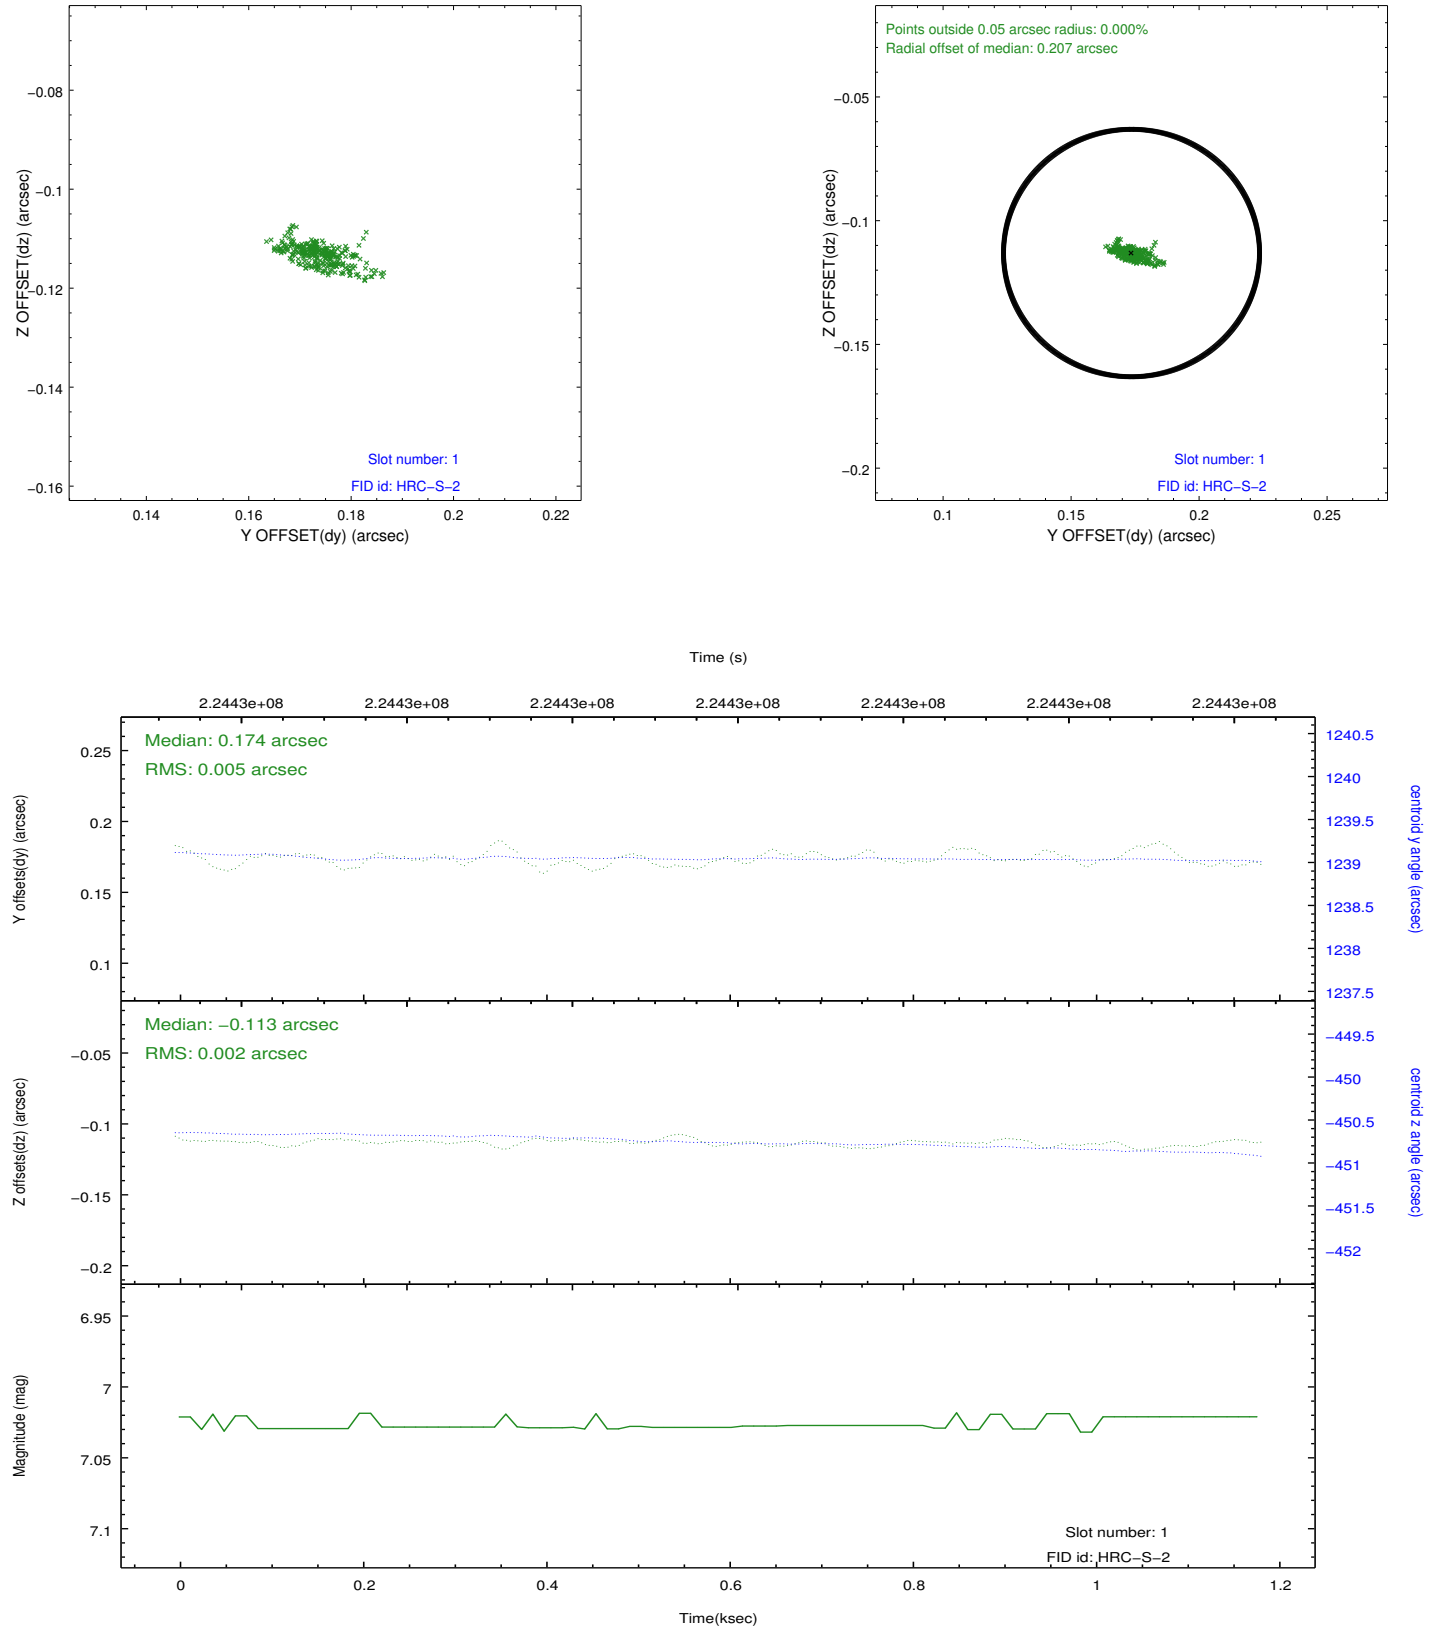 −0.08
−0.1
−0.12
−0.14
−0.16
Z OFFSET(dz) (arcsec)
0.14 0.16 0.18 0.2 0.22
Y OFFSET(dy) (arcsec)
Slot number: 1
FID id: HRC−S−2
Points outside 0.05 arcsec radius: 0.000%
Radial offset of median: 0.207 arcsec
−0.05
−0.1
−0.15
−0.2
Z OFFSET(dz) (arcsec)
0.1 0.15 0.2 0.25
Y OFFSET(dy) (arcsec)
Slot number: 1
FID id: HRC−S−2
Time (s)
2.2443e+08 2.2443e+08 2.2443e+08 2.2443e+08 2.2443e+08 2.2443e+08 2.2443e+08
Median: 0.174 arcsec
RMS: 0.005 arcsec
0.25
0.2
0.15
0.1
Y offsets(dy) (arcsec)
1240.5
1240
1239.5
1239
1238.5
1238
1237.5
centroid y angle (arcsec)
Median: −0.113 arcsec
RMS: 0.002 arcsec
−0.05
−0.1
−0.15
−0.2
Z offsets(dz) (arcsec)
−449.5
−450
−450.5
−451
−451.5
−452
centroid z angle (arcsec)
6.95
7
7.05
7.1
Magnitude (mag)
Slot number: 1
FID id: HRC−S−2
0 0.2 0.4 0.6 0.8 1 1.2
Time(ksec)